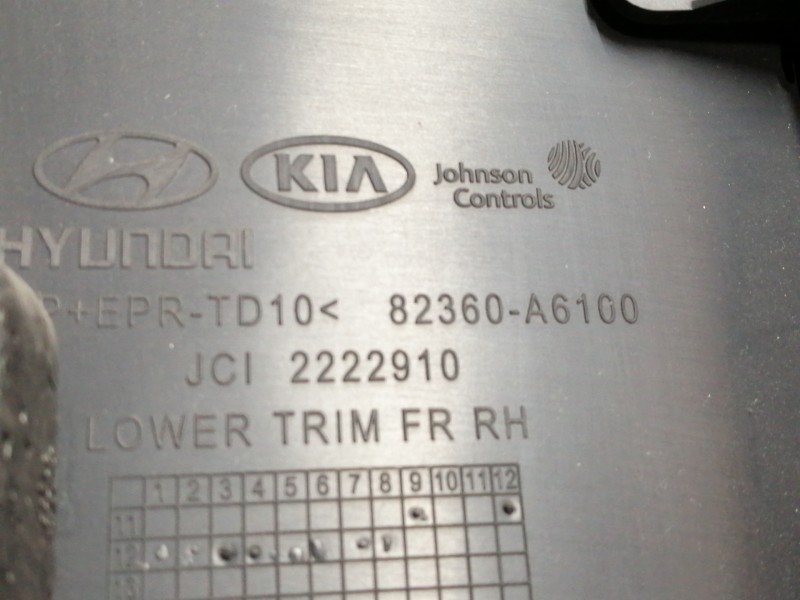 KIA
Johnson
Controls
HYUNDAI
P+EPR-TD10< 82360-A6100
JCI 2222910
LOWER TRIM FR RH
1 2 3 4 5 6 7 8 9 10 11 12
11
12
13